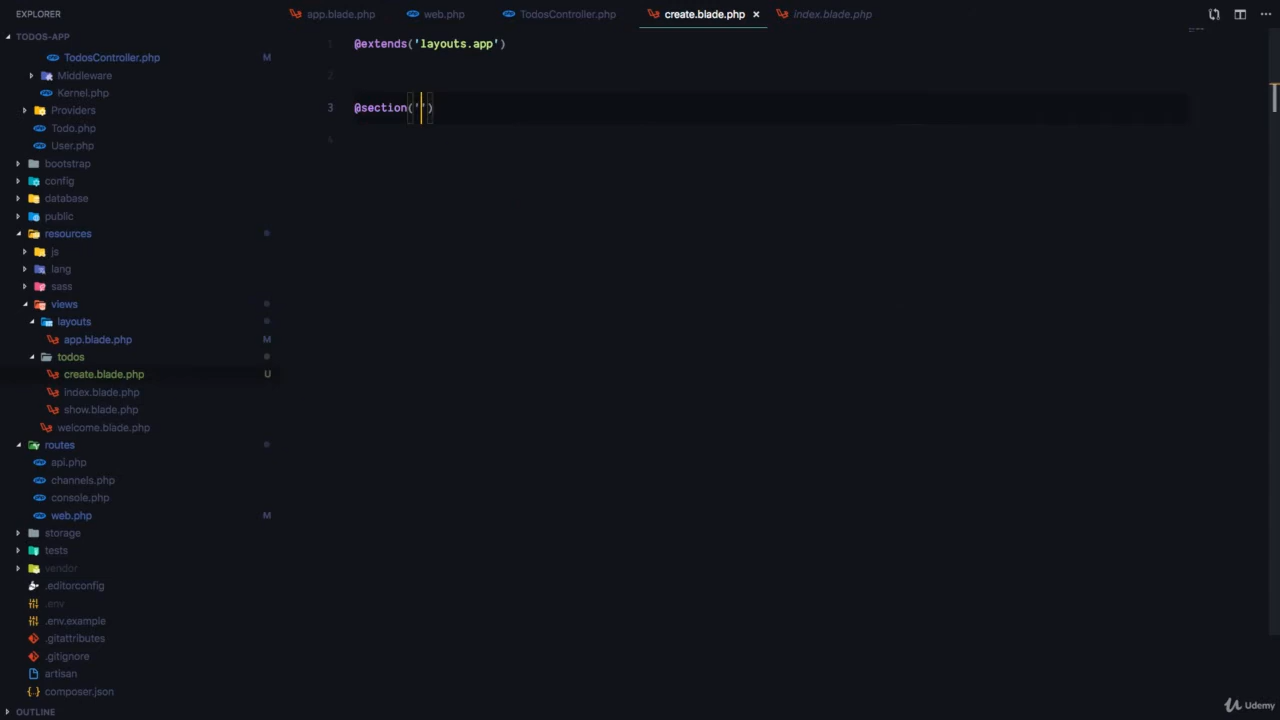 EXPLORER
app.blade.php
web.php
TodosController.php
create.blade.php ×
index.blade.php
TODOS-APP
TodosController.php M
Middleware
Kernel.php
Providers
Todo.php
User.php
bootstrap
config
database
public
resources
js
lang
sass
views
layouts
app.blade.php M
todos
create.blade.php U
index.blade.php
show.blade.php
welcome.blade.php
routes
api.php
channels.php
console.php
web.php M
storage
tests
vendor
.editorconfig
.env
.env.example
.gitattributes
.gitignore
artisan
composer.json
OUTLINE
1 @extends('layouts.app')
2
3 @section('')
4
Udemy